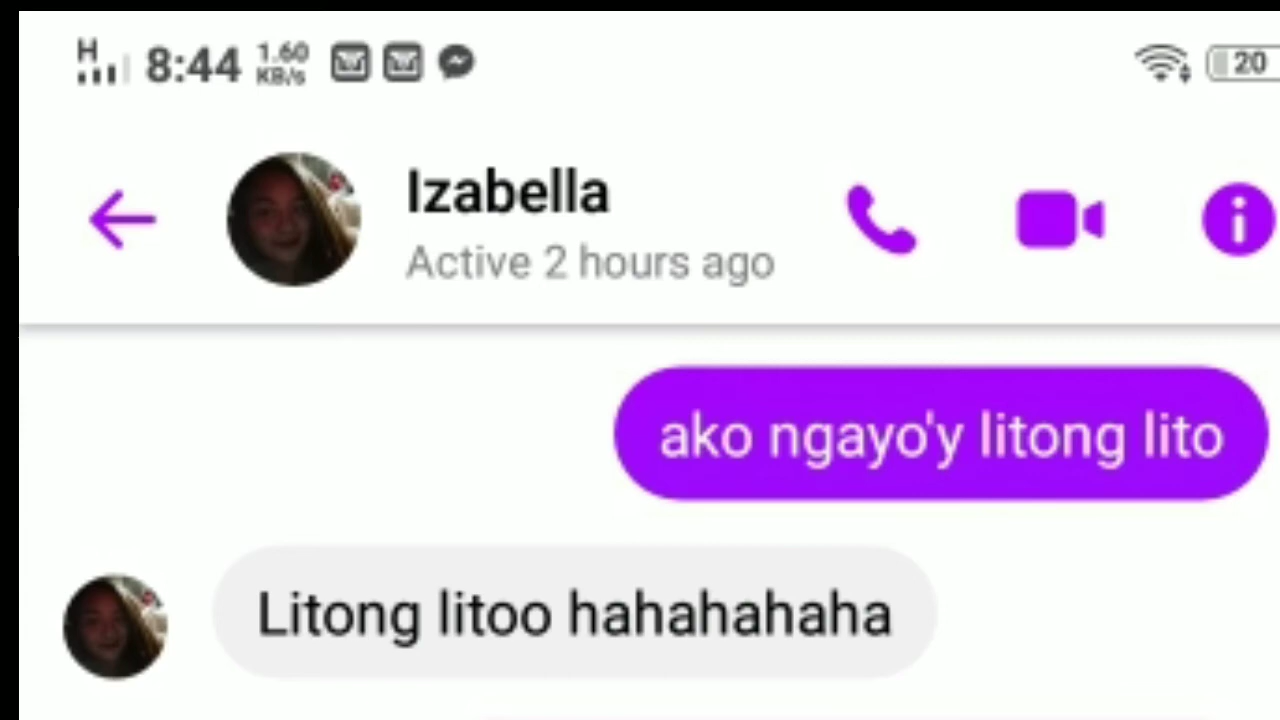 H 8:44 1.60 KB/s 20
Izabella
Active 2 hours ago
ako ngayo'y litong lito
Litong litoo hahahahaha